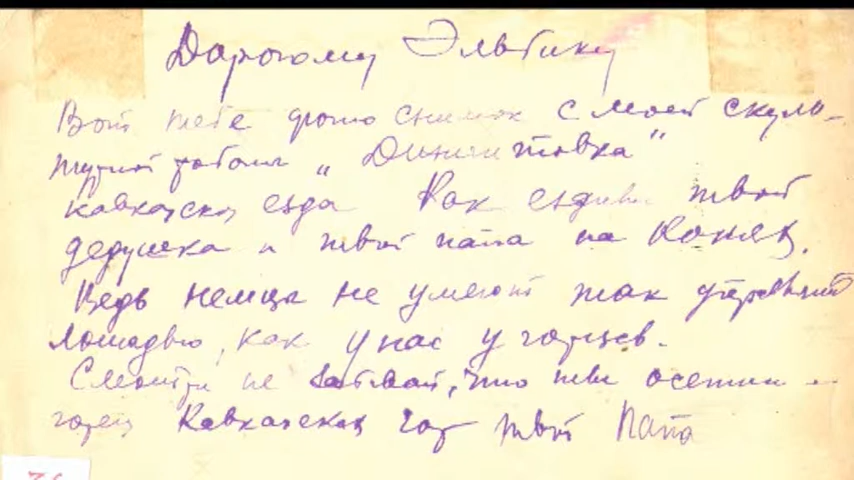 Дорогому Эльбику
Вот тебе фото снимок с моей скуль-
птурной работы „Джигитовка"
кавказская езда Как ездили твой
дедушка и твой папа на Конях.
Ведь немцы не умеют так управлять
лошадью, как у нас у горцев.
Смотри не забывай, что ты осетин –
горец Кавказских гор твой Папа